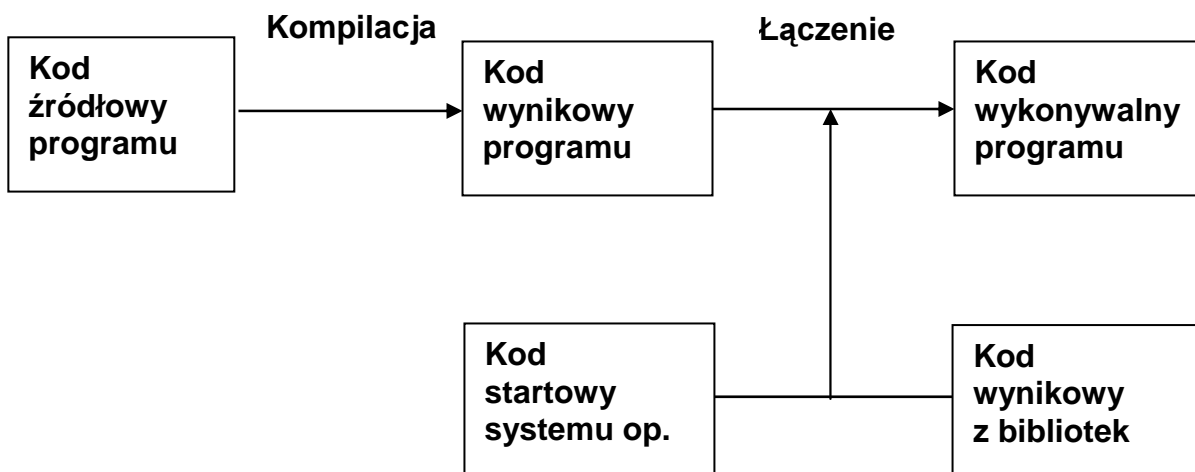 Kompilacja
Łączenie
Kod
źródłowy
programu
Kod
wynikowy
programu
Kod
wykonywalny
programu
Kod
startowy
systemu op.
Kod
wynikowy
z bibliotek